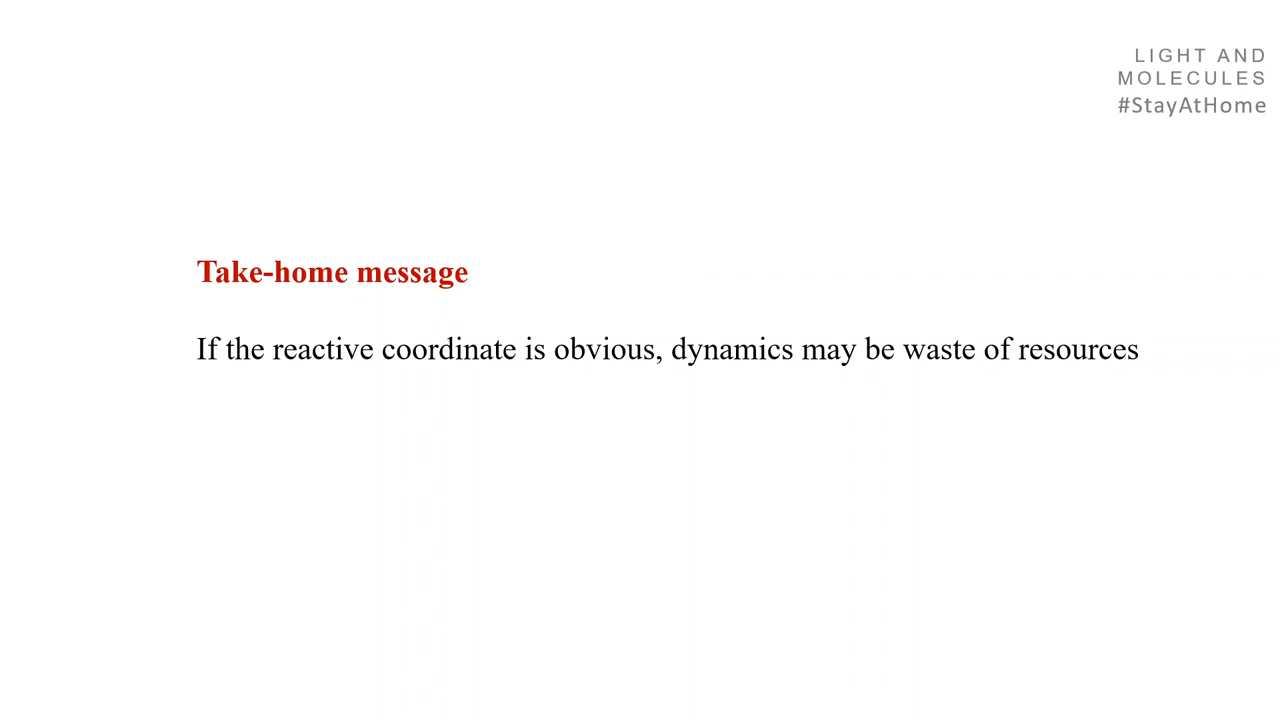 LIGHT AND
MOLECULES
#StayAtHome
Take-home message
If the reactive coordinate is obvious, dynamics may be waste of resources